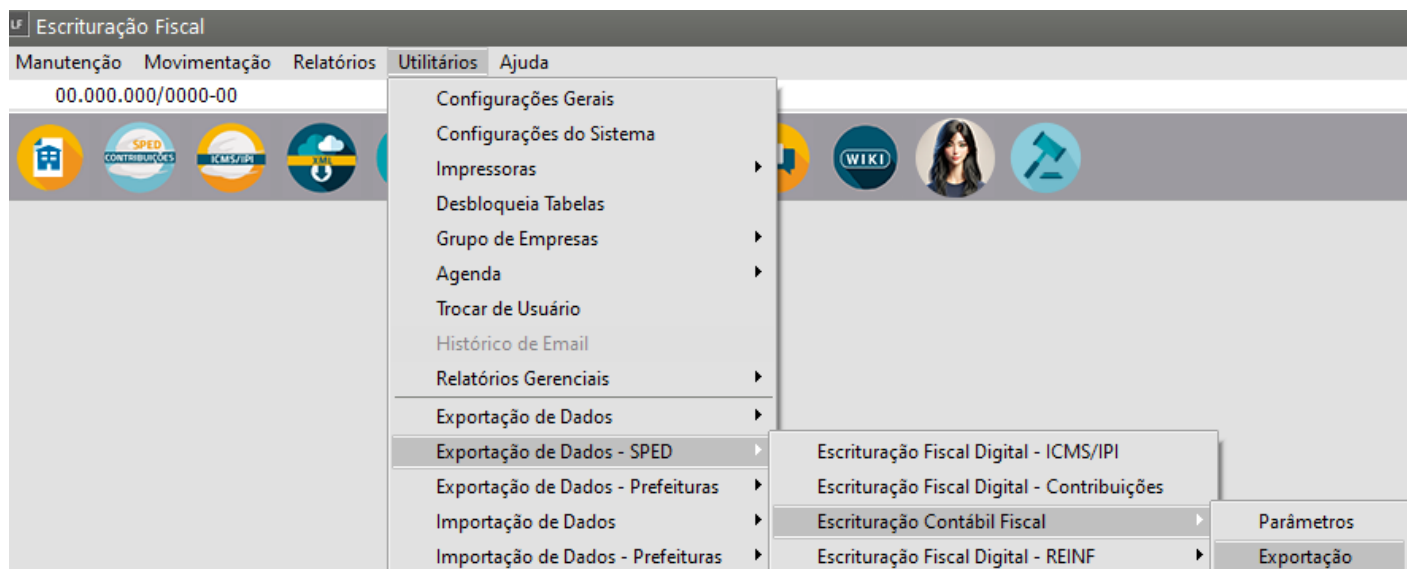 LF Escrituração Fiscal
Manutenção Movimentação Relatórios Utilitários Ajuda
00.000.000/0000-00
SPED
CONTRIBUIÇÕES
ICMS/IPI
XML
WIKI
Configurações Gerais
Configurações do Sistema
Impressoras
Desbloqueia Tabelas
Grupo de Empresas
Agenda
Trocar de Usuário
Histórico de Email
Relatórios Gerenciais
Exportação de Dados
Exportação de Dados - SPED
Exportação de Dados - Prefeituras
Importação de Dados
Importação de Dados - Prefeituras
Escrituração Fiscal Digital - ICMS/IPI
Escrituração Fiscal Digital - Contribuições
Escrituração Contábil Fiscal
Escrituração Fiscal Digital - REINF
Parâmetros
Exportação